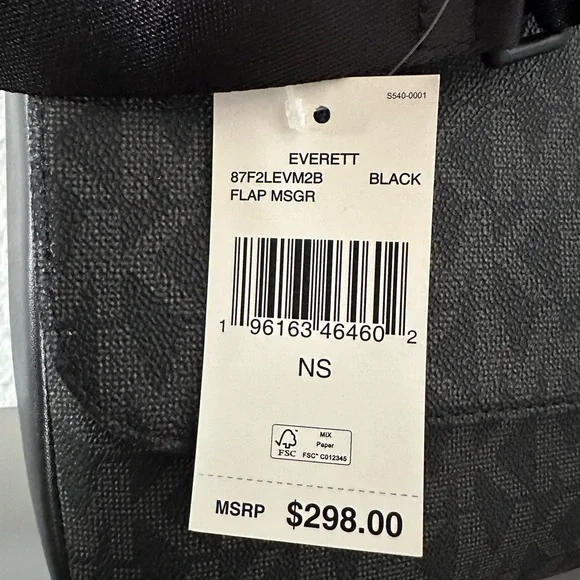 S540-0001
EVERETT
87F2LEVM2B BLACK
FLAP MSGR
1 96163 46460 2
NS
FSC
MIX
Paper
FSC™ C012345
MSRP $298.00